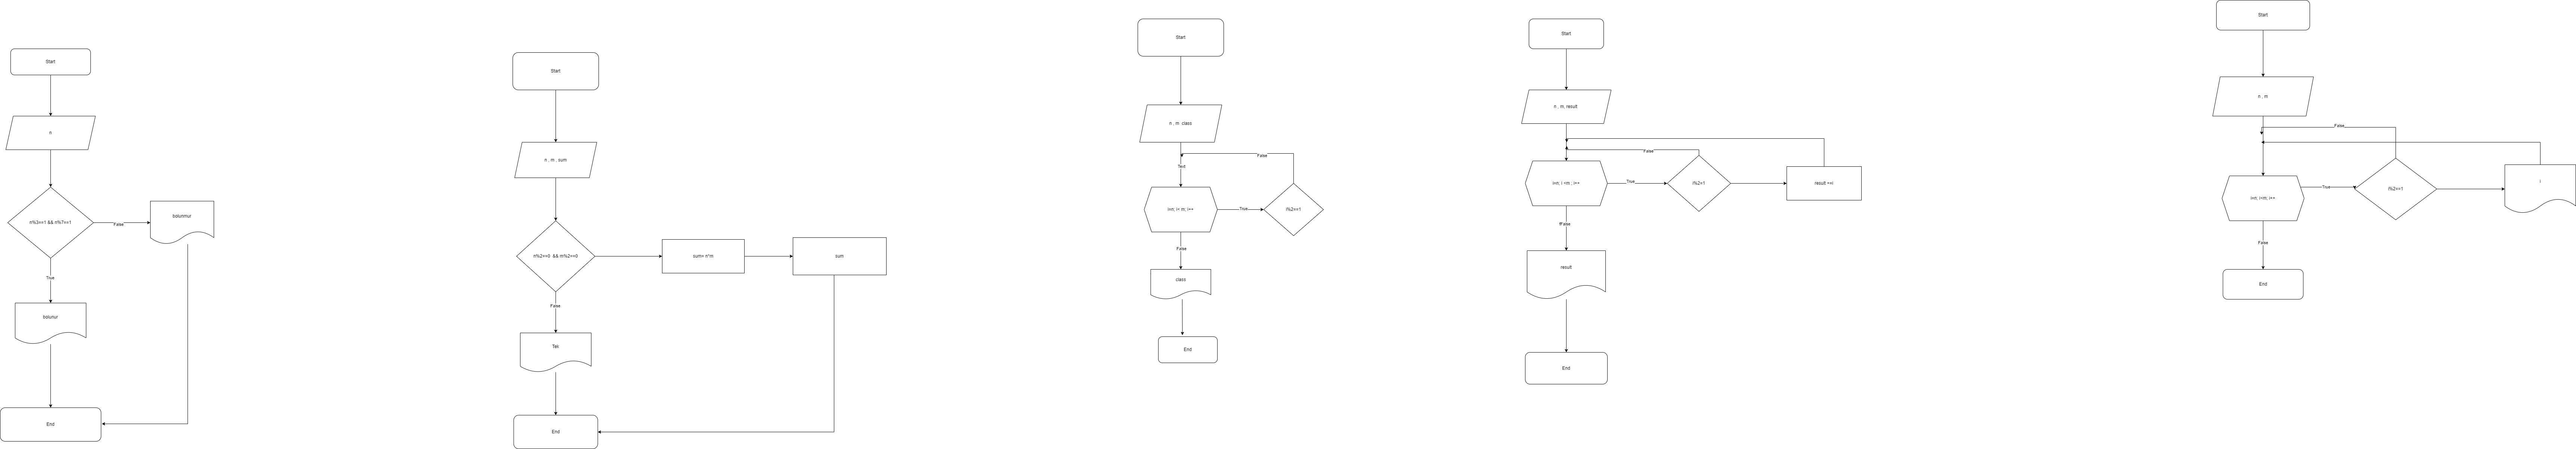 Start
n
n%3==1 && n%7==1
False
bolunmur
True
bolunur
End
Start
n , m , sum
n%2==0 && m%2==0
sum= n*m
sum
False
Tek
End
Start
n , m class
Text
False
True
i%2==1
False
class
End
Start
n , m, result
False
True
i%2=1
result +=i
fFalse
result
End
Start
n , m
False
True
i%2==1
i
False
End